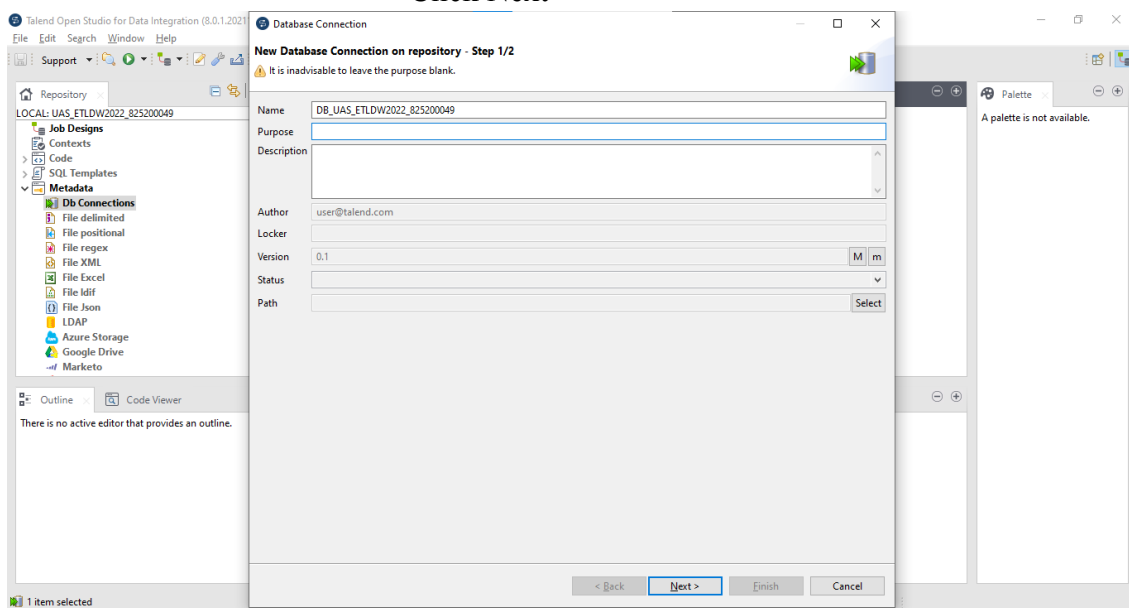 Talend Open Studio for Data Integration (8.0.1.2021
File Edit Search Window Help
Support
Repository
LOCAL: UAS_ETLDW2022_825200049
Job Designs
Contexts
Code
SQL Templates
Metadata
Db Connections
File delimited
File positional
File regex
File XML
File Excel
File ldif
File Json
LDAP
Azure Storage
Google Drive
Marketo
Outline
Code Viewer
There is no active editor that provides an outline.
1 item selected
Database Connection
New Database Connection on repository - Step 1/2
It is inadvisable to leave the purpose blank.
Name DB_UAS_ETLDW2022_825200049
Purpose
Description
Author user@talend.com
Locker
Version 0.1 M m
Status
Path Select
< Back Next > Finish Cancel
Palette
A palette is not available.